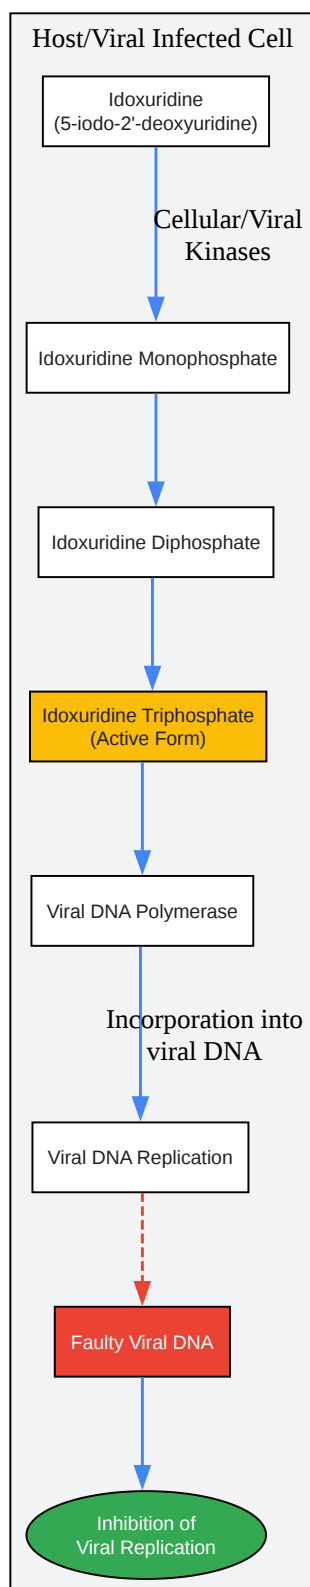 Host/Viral Infected Cell
Idoxuridine
(5-iodo-2'-deoxyuridine)
Cellular/Viral
Kinases
Idoxuridine Monophosphate
Idoxuridine Diphosphate
Idoxuridine Triphosphate
(Active Form)
Viral DNA Polymerase
Incorporation into
viral DNA
Viral DNA Replication
Faulty Viral DNA
Inhibition of
Viral Replication